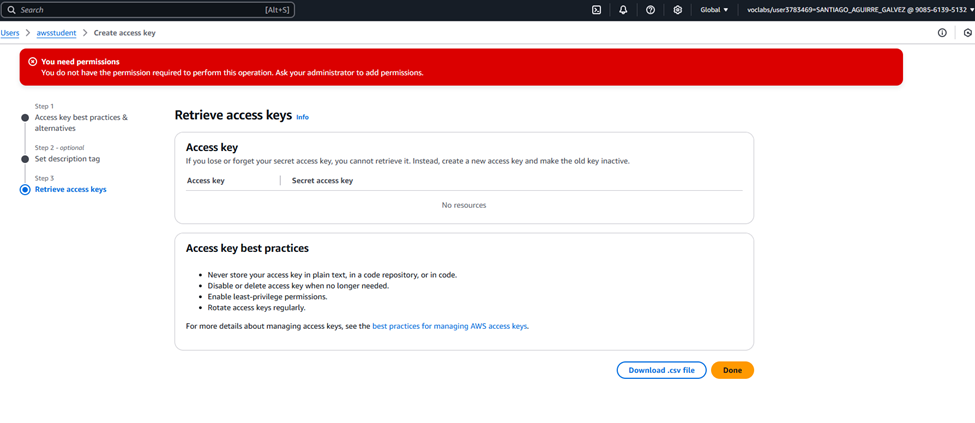 Search [Alt+S] Global voclabs/user3783469=SANTIAGO_AGUIRRE_GALVEZ @ 9085-6139-5132
Users > awsstudent > Create access key
You need permissions
You do not have the permission required to perform this operation. Ask your administrator to add permissions.
Step 1
Access key best practices &
alternatives
Step 2 - optional
Set description tag
Step 3
Retrieve access keys
Retrieve access keys Info
Access key
If you lose or forget your secret access key, you cannot retrieve it. Instead, create a new access key and make the old key inactive.
Access key Secret access key
No resources
Access key best practices
• Never store your access key in plain text, in a code repository, or in code.
• Disable or delete access key when no longer needed.
• Enable least-privilege permissions.
• Rotate access keys regularly.
For more details about managing access keys, see the best practices for managing AWS access keys.
Download .csv file Done